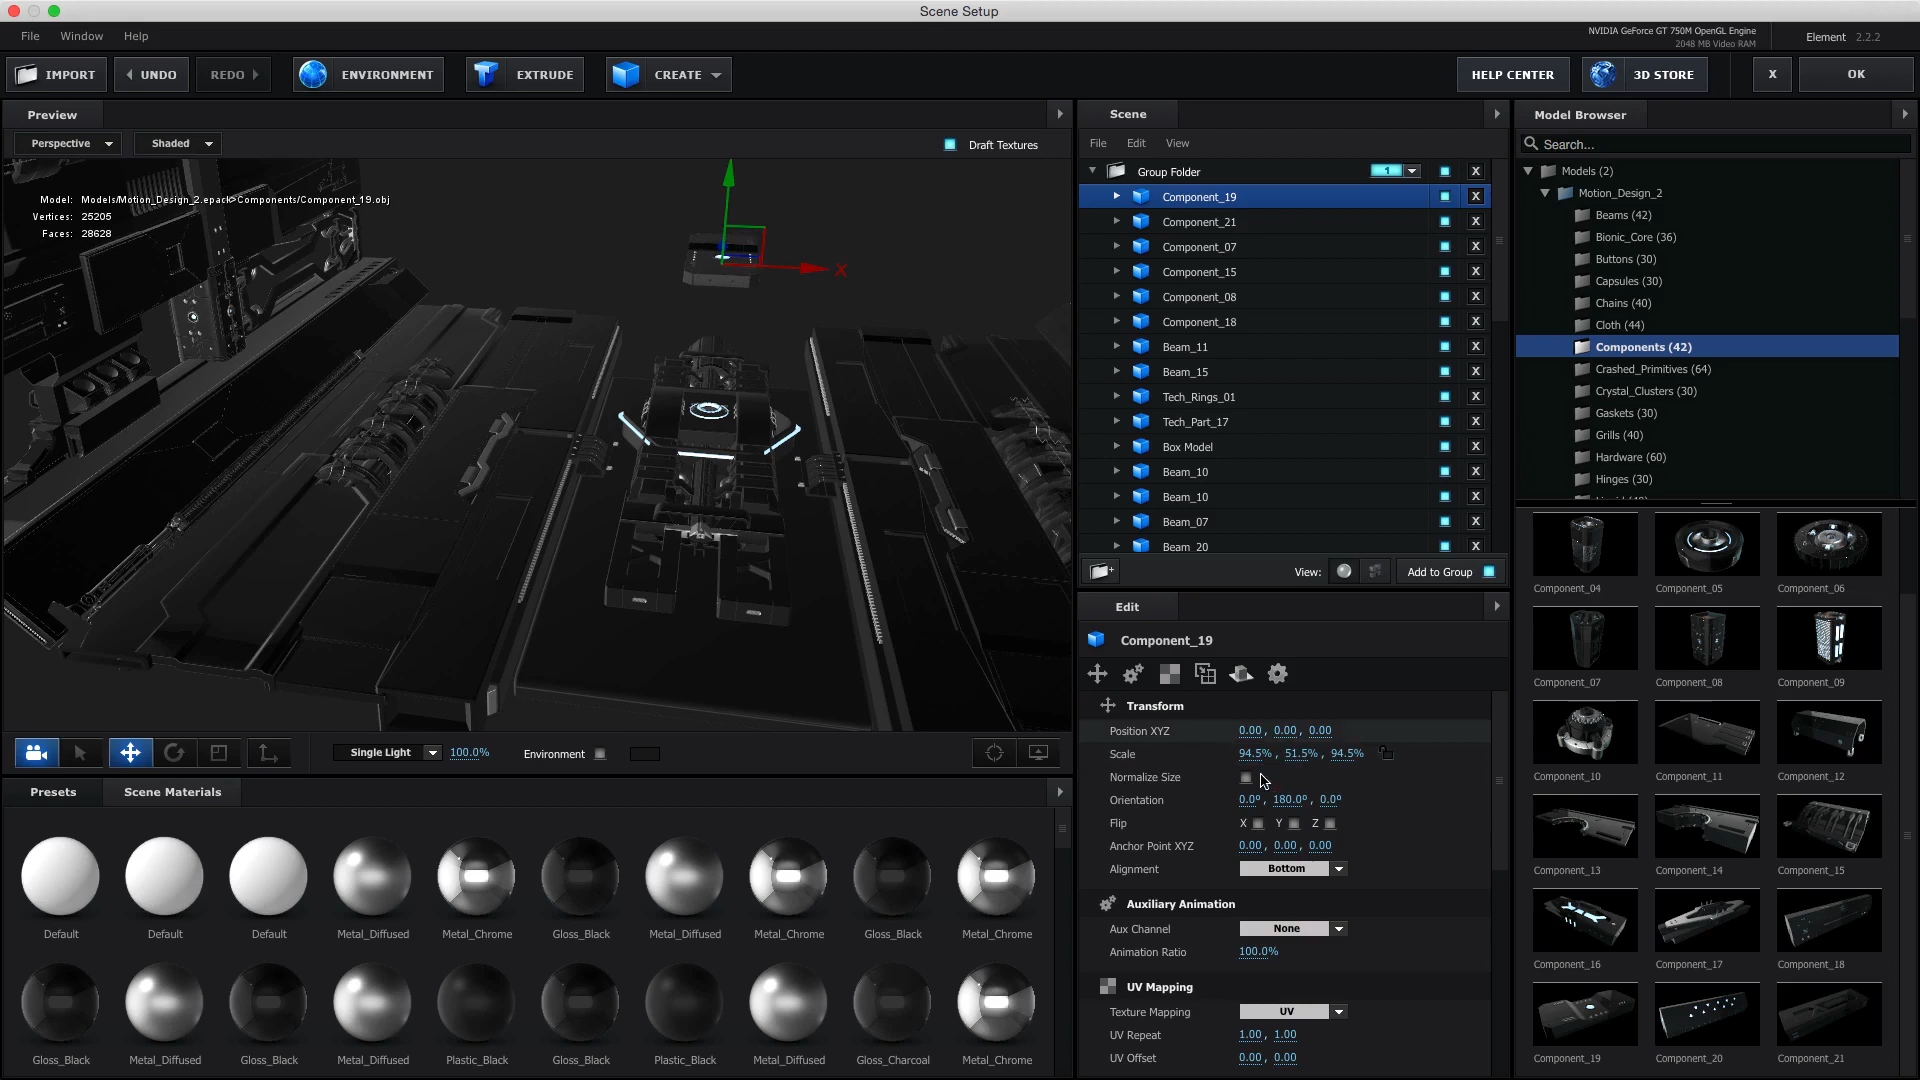 Scene Setup
File Window Help
NVIDIA GeForce GT 750M OpenGL Engine
2048 MB Video RAM
Element 2.2.2
IMPORT UNDO REDO ENVIRONMENT EXTRUDE CREATE HELP CENTER 3D STORE X OK
Preview
Perspective Shaded Draft Textures
Model: Models/Motion_Design_2.epack>Components/Component_19.obj
Vertices: 25205
Faces: 28628
X
Single Light 100.0% Environment
Presets Scene Materials
Default Default Default Metal_Diffused Metal_Chrome Gloss_Black Metal_Diffused Metal_Chrome Gloss_Black Metal_Chrome
Gloss_Black Metal_Diffused Gloss_Black Metal_Diffused Plastic_Black Gloss_Black Plastic_Black Metal_Diffused Gloss_Charcoal Metal_Chrome
Scene
File Edit View
Group Folder 1 X
Component_19 X
Component_21 X
Component_07 X
Component_15 X
Component_08 X
Component_18 X
Beam_11 X
Beam_15 X
Tech_Rings_01 X
Tech_Part_17 X
Box Model X
Beam_10 X
Beam_10 X
Beam_07 X
Beam_20 X
View: Add to Group
Edit
Component_19
Transform
Position XYZ 0.00, 0.00, 0.00
Scale 94.5%, 51.5%, 94.5%
Normalize Size
Orientation 0.0°, 180.0°, 0.0°
Flip X Y Z
Anchor Point XYZ 0.00, 0.00, 0.00
Alignment Bottom
Auxiliary Animation
Aux Channel None
Animation Ratio 100.0%
UV Mapping
Texture Mapping UV
UV Repeat 1.00, 1.00
UV Offset 0.00, 0.00
Model Browser
Search...
Models (2)
Motion_Design_2
Beams (42)
Bionic_Core (36)
Buttons (30)
Capsules (30)
Chains (40)
Cloth (44)
Components (42)
Crashed_Primitives (64)
Crystal_Clusters (30)
Gaskets (30)
Grills (40)
Hardware (60)
Hinges (30)
Component_04 Component_05 Component_06
Component_07 Component_08 Component_09
Component_10 Component_11 Component_12
Component_13 Component_14 Component_15
Component_16 Component_17 Component_18
Component_19 Component_20 Component_21